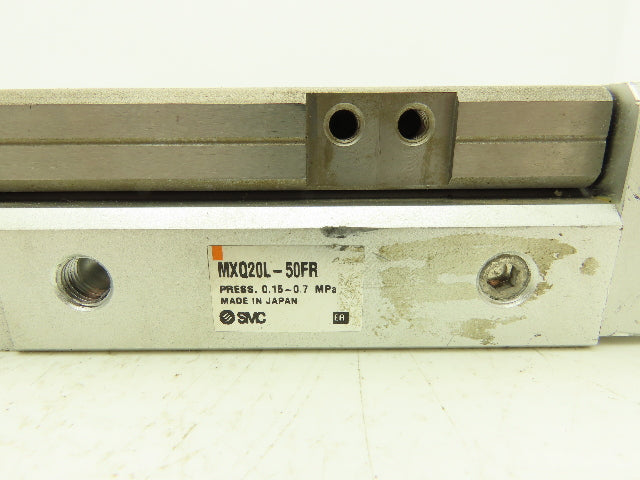 MXQ20L-50FR
PRESS. 0.15~0.7 MPa
MADE IN JAPAN
SMC